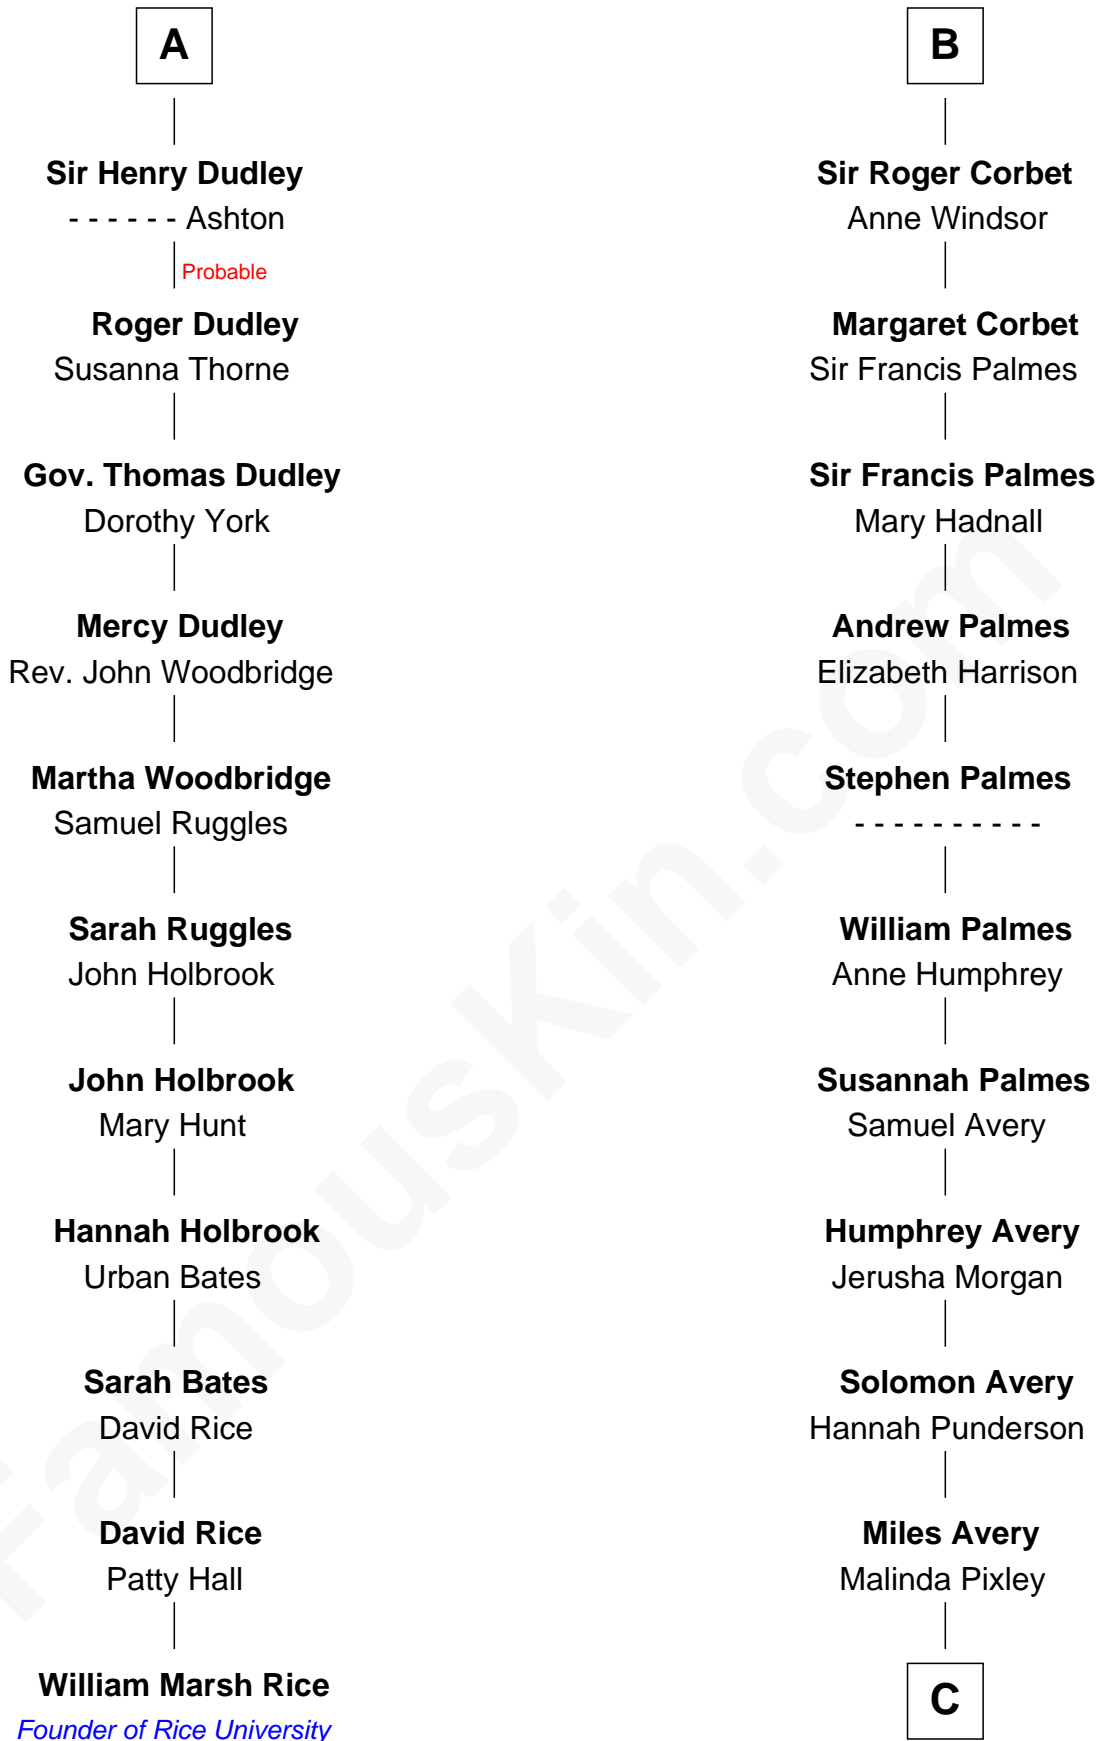 A
Sir Henry Dudley
- - - - - - Ashton
Probable
Roger Dudley
Susanna Thorne
Gov. Thomas Dudley
Dorothy York
Mercy Dudley
Rev. John Woodbridge
Martha Woodbridge
Samuel Ruggles
Sarah Ruggles
John Holbrook
John Holbrook
Mary Hunt
Hannah Holbrook
Urban Bates
Sarah Bates
David Rice
David Rice
Patty Hall
William Marsh Rice
Founder of Rice University
B
Sir Roger Corbet
Anne Windsor
Margaret Corbet
Sir Francis Palmes
Sir Francis Palmes
Mary Hadnall
Andrew Palmes
Elizabeth Harrison
Stephen Palmes
- - - - - - - - - -
William Palmes
Anne Humphrey
Susannah Palmes
Samuel Avery
Humphrey Avery
Jerusha Morgan
Solomon Avery
Hannah Punderson
Miles Avery
Malinda Pixley
C
FamousKin.com